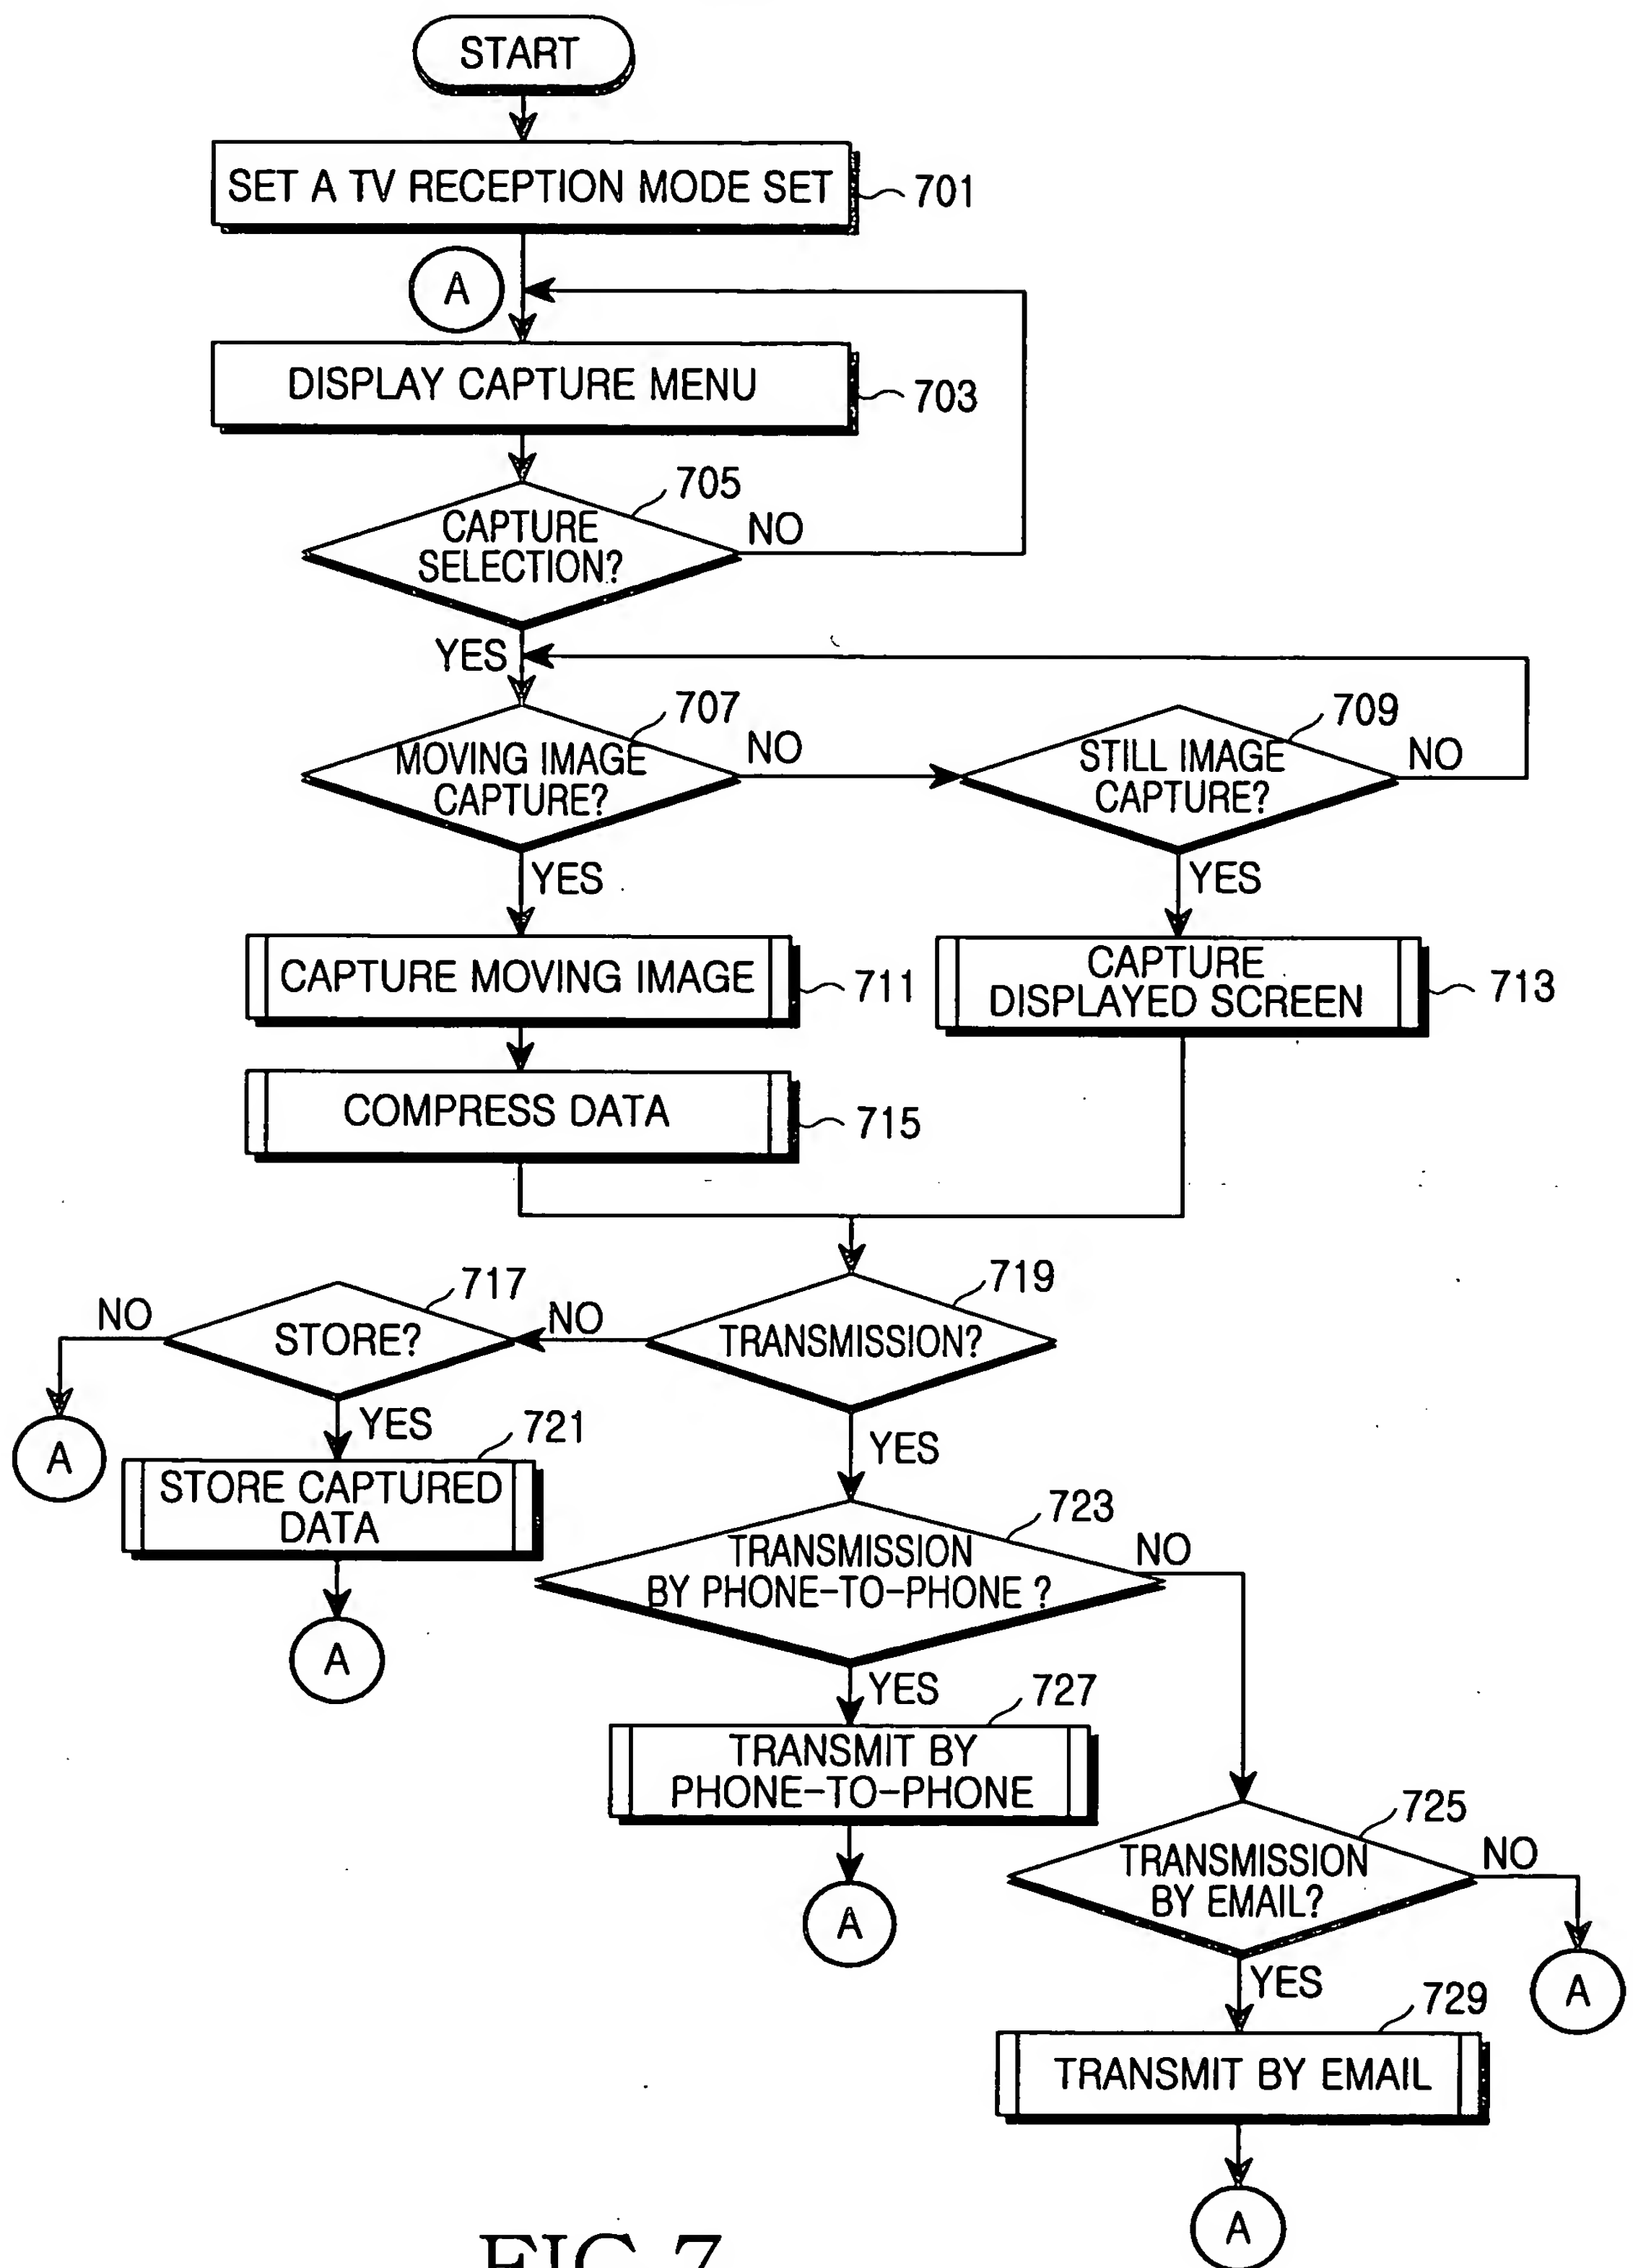 START
SET A TV RECEPTION MODE SET
701
A
DISPLAY CAPTURE MENU
703
705
CAPTURE
SELECTION?
NO
YES
707
MOVING IMAGE
CAPTURE?
NO
709
STILL IMAGE
CAPTURE?
NO
YES
YES
CAPTURE MOVING IMAGE
711
CAPTURE
DISPLAYED SCREEN
713
COMPRESS DATA
715
717
STORE?
NO
NO
719
TRANSMISSION?
A
YES
721
STORE CAPTURED
DATA
A
YES
723
TRANSMISSION
BY PHONE-TO-PHONE ?
NO
YES
727
TRANSMIT BY
PHONE-TO-PHONE
A
725
TRANSMISSION
BY EMAIL?
NO
A
YES
729
TRANSMIT BY EMAIL
A
FIG.7